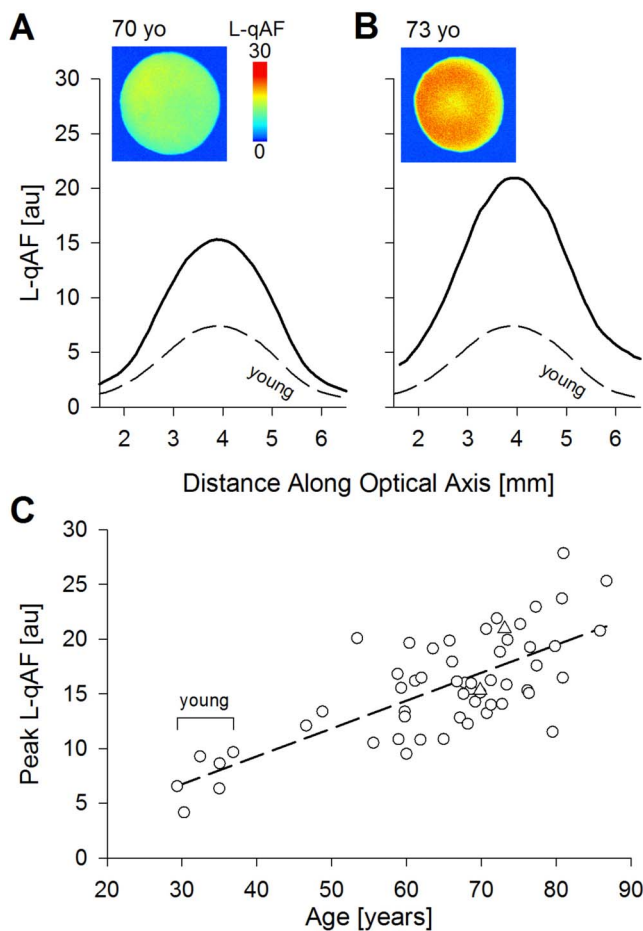 A
70 yo
L-qAF
30
0
B
73 yo
30
25
20
15
10
5
0
L-qAF [au]
young
young
2 3 4 5 6
2 3 4 5 6
Distance Along Optical Axis [mm]
C
30
25
20
15
10
5
0
Peak L-qAF [au]
young
20 30 40 50 60 70 80 90
Age [years]